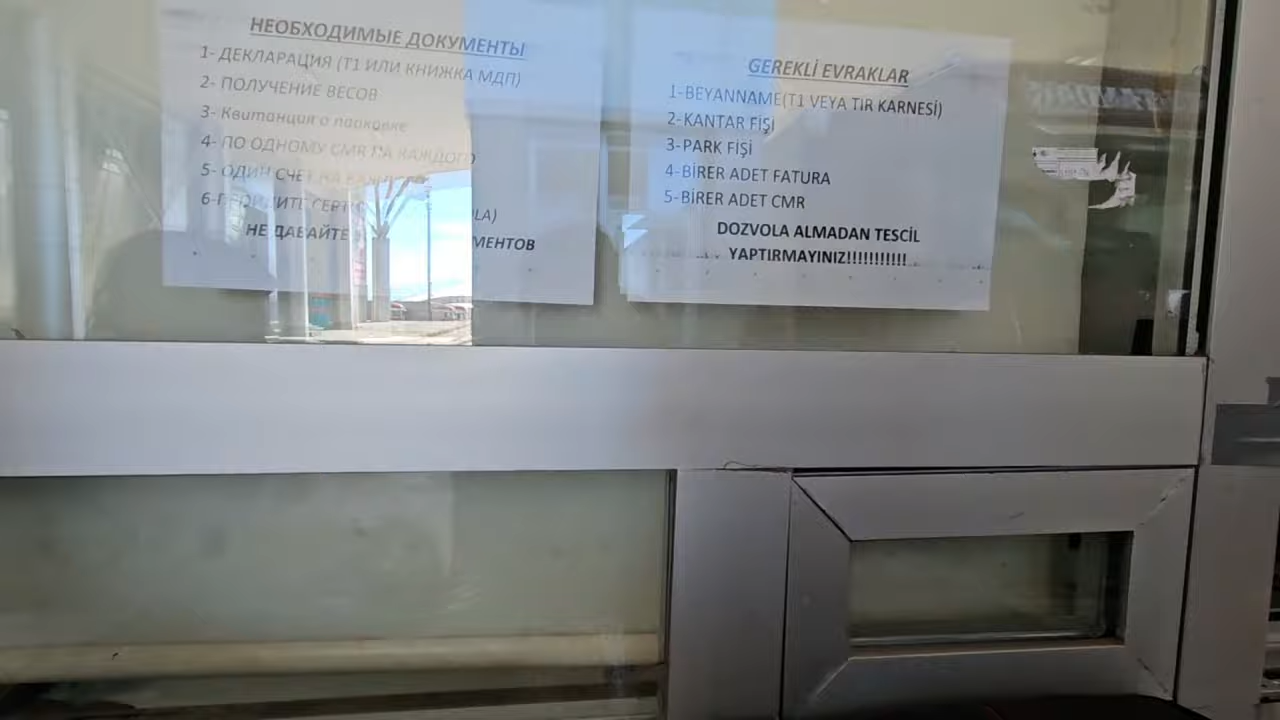 НЕОБХОДИМЫЕ ДОКУМЕНТЫ
1- ДЕКЛАРАЦИЯ (T1 ИЛИ КНИЖКА МДП)
2- ПОЛУЧЕНИЕ ВЕСОВ
3- Квитанция о парковке
4- ПО ОДНОМУ CMR НА КАЖДОГО
5- ОДИН СЧЕТ НА
6-
НЕ ДАВАЙТЕ
GEREKLİ EVRAKLAR
1-BEYANNAME(T1 VEYA TIR KARNESİ)
2-KANTAR FİŞİ
3-PARK FİŞİ
4-BİRER ADET FATURA
5-BİRER ADET CMR
DOZVOLA ALMADAN TESCİL
YAPTIRMAYINIZ!!!!!!!!!!!